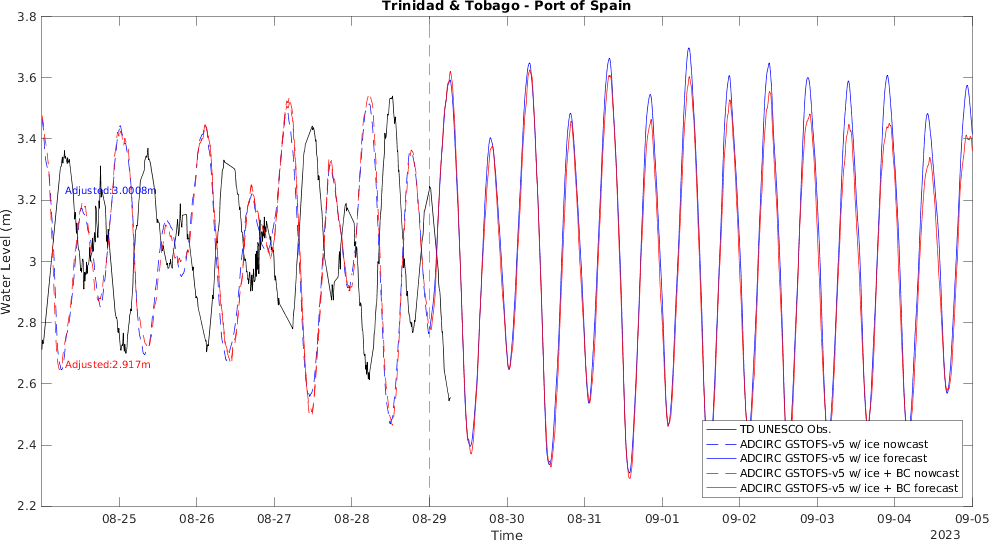 Trinidad & Tobago - Port of Spain
3.8
3.6
3.4
3.2
3
2.8
2.6
2.4
2.2
Water Level (m)
Adjusted:3.0008m
Adjusted:2.917m
TD UNESCO Obs.
ADCIRC GSTOFS-v5 w/ ice nowcast
ADCIRC GSTOFS-v5 w/ ice forecast
ADCIRC GSTOFS-v5 w/ ice + BC nowcast
ADCIRC GSTOFS-v5 w/ ice + BC forecast
08-25 08-26 08-27 08-28 08-29 08-30 08-31 09-01 09-02 09-03 09-04 09-05
Time
2023